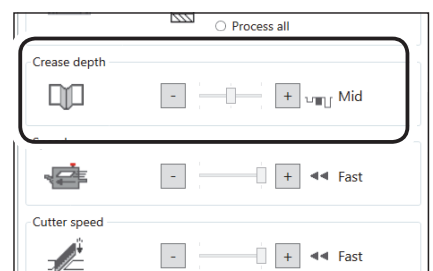 Process all
Crease depth
- + Mid
- + Fast
Cutter speed
- + Fast